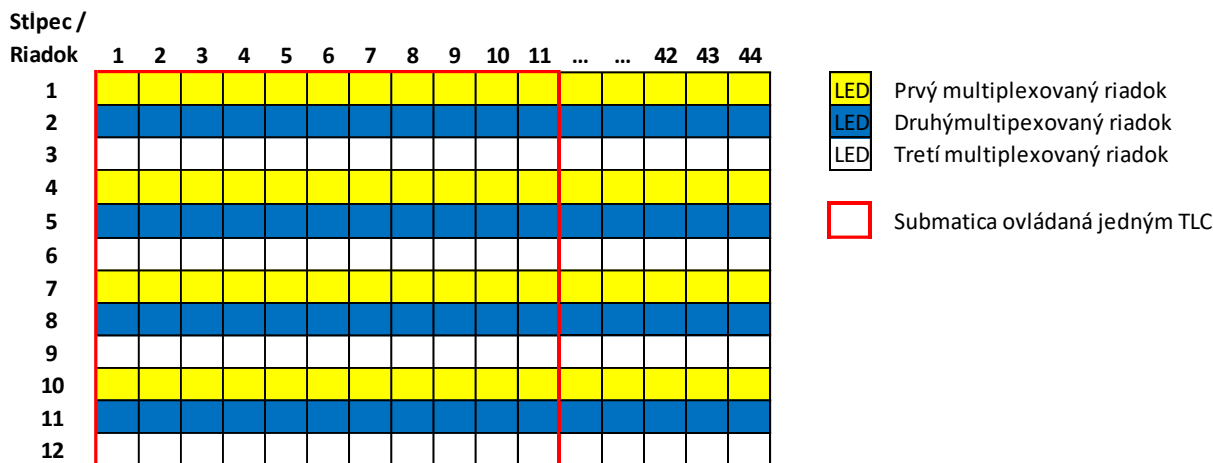 Stĺpec /
Riadok 1 2 3 4 5 6 7 8 9 10 11 ... ... 42 43 44
1
2
3
4
5
6
7
8
9
10
11
12
LED Prvý multiplexovaný riadok
LED Druhýmultipexovaný riadok
LED Tretí multiplexovaný riadok
Submatica ovládaná jedným TLC